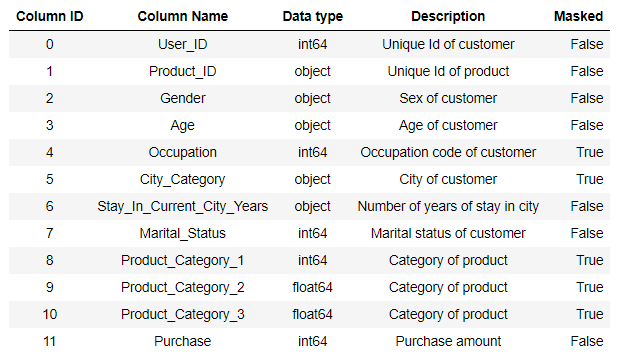 Column ID Column Name Data type Description Masked
0 User_ID int64 Unique Id of customer False
1 Product_ID object Unique Id of product False
2 Gender object Sex of customer False
3 Age object Age of customer False
4 Occupation int64 Occupation code of customer True
5 City_Category object City of customer True
6 Stay_In_Current_City_Years object Number of years of stay in city False
7 Marital_Status int64 Marital status of customer False
8 Product_Category_1 int64 Category of product True
9 Product_Category_2 float64 Category of product True
10 Product_Category_3 float64 Category of product True
11 Purchase int64 Purchase amount False